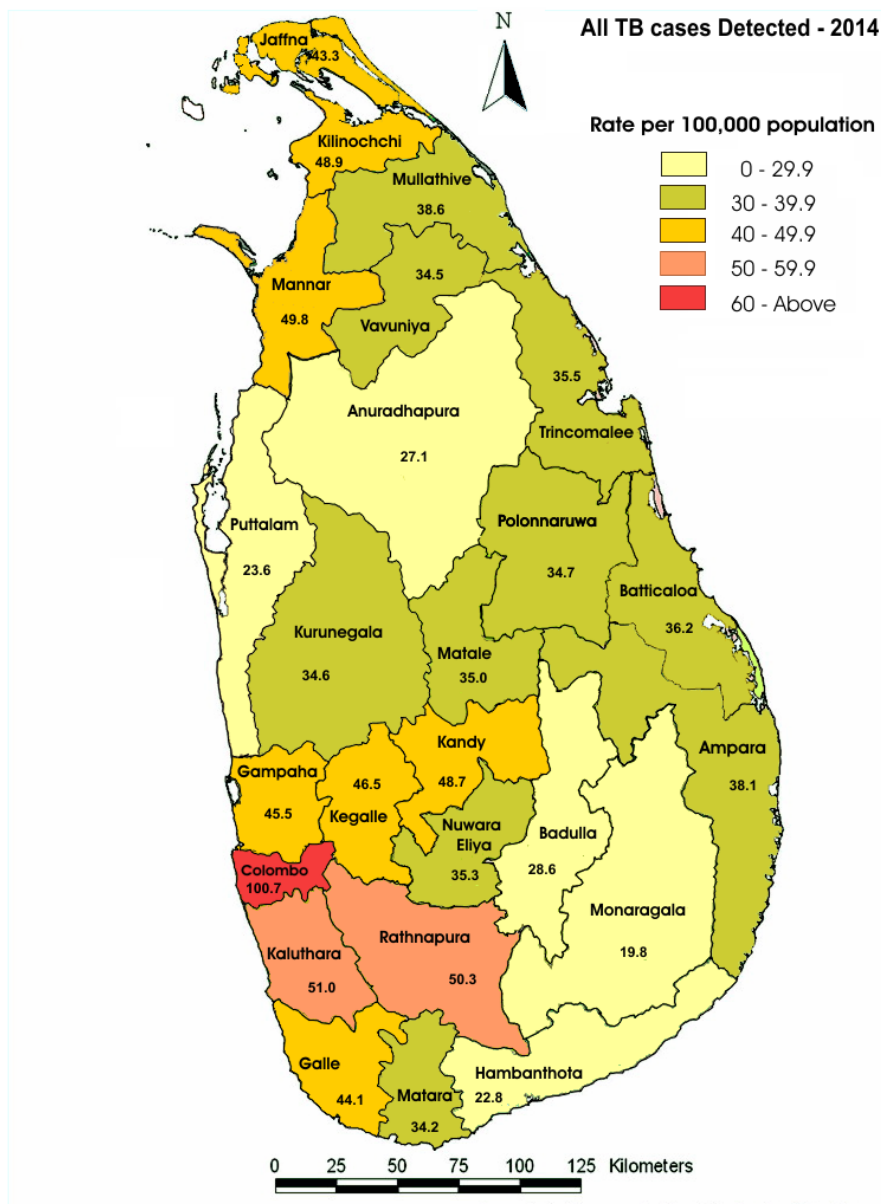 All TB cases Detected - 2014
N
Rate per 100,000 population
0 - 29.9
30 - 39.9
40 - 49.9
50 - 59.9
60 - Above
Jaffna
43.3
Kilinochchi
48.9
Mullathive
38.6
Mannar
49.8
34.5
Vavuniya
35.5
Trincomalee
Anuradhapura
27.1
Puttalam
23.6
Polonnaruwa
34.7
Batticaloa
36.2
Kurunegala
34.6
Matale
35.0
Kandy
48.7
Ampara
38.1
Gampaha
45.5
46.5
Kegalle
Nuwara
Eliya
35.3
Badulla
28.6
Monaragala
19.8
Colombo
100.7
Kaluthara
51.0
Rathnapura
50.3
Galle
44.1
Matara
34.2
Hambanthota
22.8
0 25 50 75 100 125 Kilometers